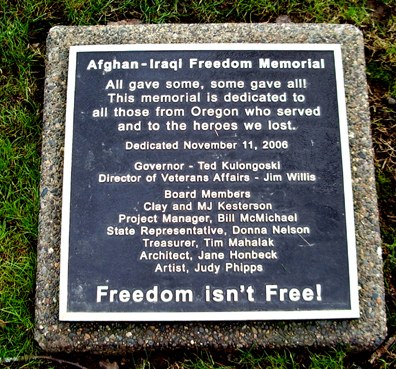 Afghan-Iraqi Freedom Memorial
All gave some, some gave all!
This memorial is dedicated to
all those from Oregon who served
and to the heroes we lost.
Dedicated November 11, 2006
Governor - Ted Kulongoski
Director of Veterans Affairs - Jim Willis
Board Members
Clay and MJ Kesterson
Project Manager, Bill McMichael
State Representative, Donna Nelson
Treasurer, Tim Mahalak
Architect, Jane Honbeck
Artist, Judy Phipps
Freedom isn't Free!